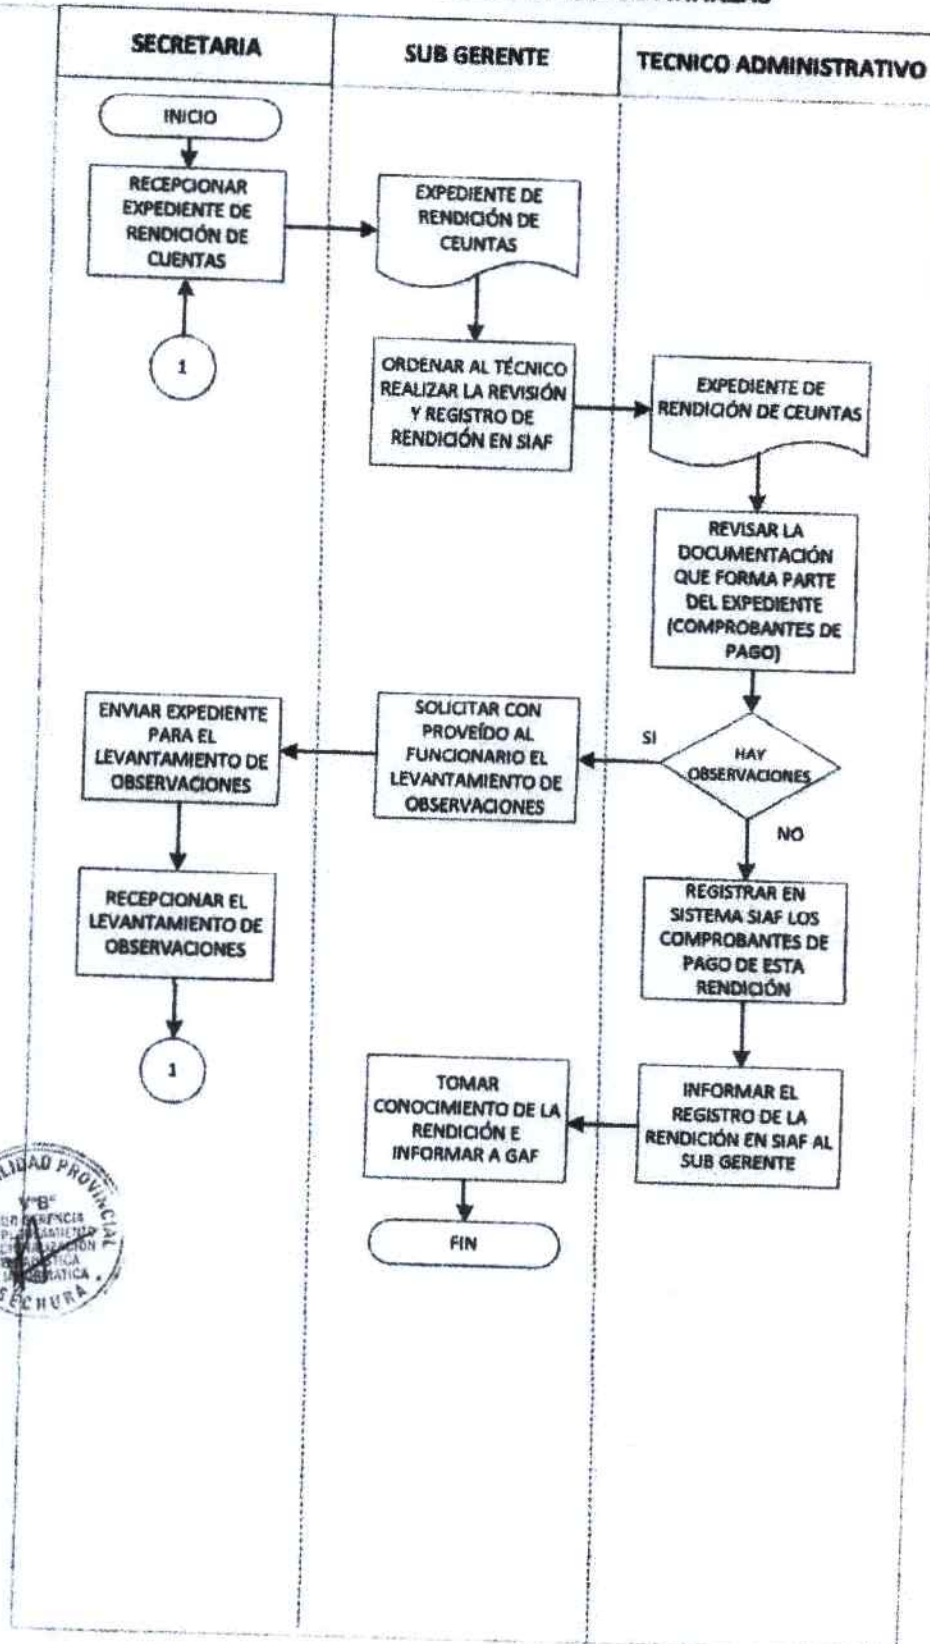 SECRETARIA
SUB GERENTE
TECNICO ADMINISTRATIVO
INICIO
RECEPCIONAR
EXPEDIENTE DE
RENDICIÓN DE
CUENTAS
EXPEDIENTE DE
RENDICIÓN DE
CEUNTAS
1
ORDENAR AL TÉCNICO
REALIZAR LA REVISIÓN
Y REGISTRO DE
RENDICIÓN EN SIAF
EXPEDIENTE DE
RENDICIÓN DE CEUNTAS
REVISAR LA
DOCUMENTACIÓN
QUE FORMA PARTE
DEL EXPEDIENTE
(COMPROBANTES DE
PAGO)
HAY
OBSERVACIONES
SI
SOLICITAR CON
PROVEÍDO AL
FUNCIONARIO EL
LEVANTAMIENTO DE
OBSERVACIONES
ENVIAR EXPEDIENTE
PARA EL
LEVANTAMIENTO DE
OBSERVACIONES
RECEPCIONAR EL
LEVANTAMIENTO DE
OBSERVACIONES
1
NO
REGISTRAR EN
SISTEMA SIAF LOS
COMPROBANTES DE
PAGO DE ESTA
RENDICIÓN
INFORMAR EL
REGISTRO DE LA
RENDICIÓN EN SIAF AL
SUB GERENTE
TOMAR
CONOCIMIENTO DE LA
RENDICIÓN E
INFORMAR A GAF
FIN
PROVINCIAL
V°B°
SECHURA